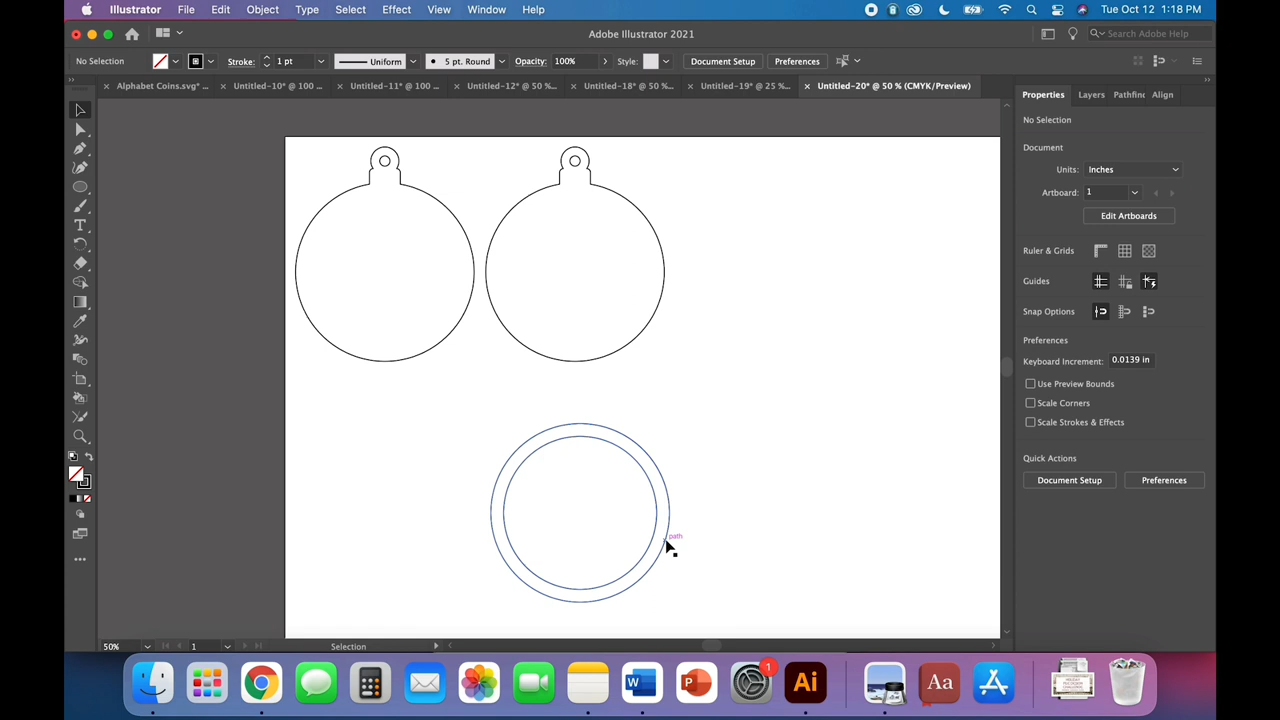 Illustrator File Edit Object Type Select Effect View Window Help Tue Oct 12 1:18 PM
Adobe Illustrator 2021 Search Adobe Help
No Selection Stroke: 1 pt Uniform 5 pt. Round Opacity: 100% Style: Document Setup Preferences
Alphabet Coins.svg* ... Untitled-10* @ 100 ... Untitled-11* @ 100 ... Untitled-12* @ 50 %... Untitled-18* @ 50 %... Untitled-19* @ 25 %... Untitled-20* @ 50 % (CMYK/Preview)
Properties Layers Pathfinc Align
No Selection
Document
Units: Inches
Artboard: 1
Edit Artboards
Ruler & Grids
Guides
Snap Options
Preferences
Keyboard Increment: 0.0139 in
Use Preview Bounds
Scale Corners
Scale Strokes & Effects
Quick Actions
Document Setup Preferences
path
50% 1 Selection
1
W
P
Ai
Aa